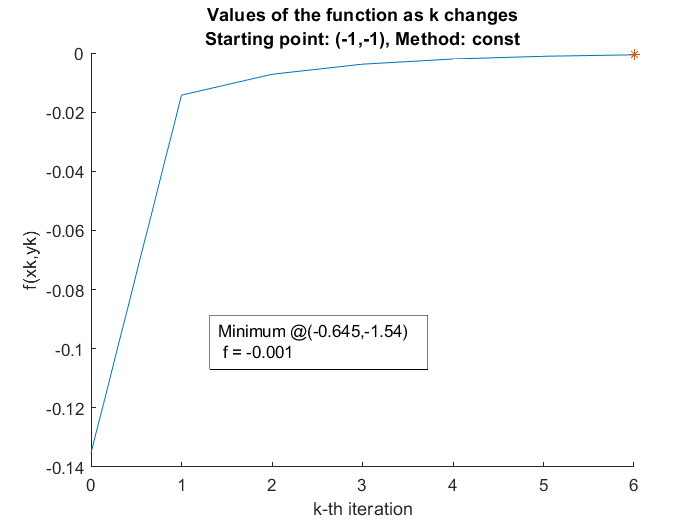 Values of the function as k changes
Starting point: (-1,-1), Method: const
0
-0.02
-0.04
-0.06
-0.08
-0.1
-0.12
-0.14
f(xk,yk)
Minimum @(-0.645,-1.54)
f = -0.001
0 1 2 3 4 5 6
k-th iteration